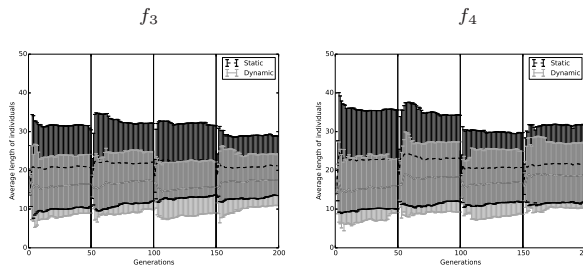 f3
f4
50
40
30
20
10
0
0 50 100 150 200
Average length of individuals
Generations
Static
Dynamic
50
40
30
20
10
0
0 50 100 150 200
Average length of individuals
Generations
Static
Dynamic